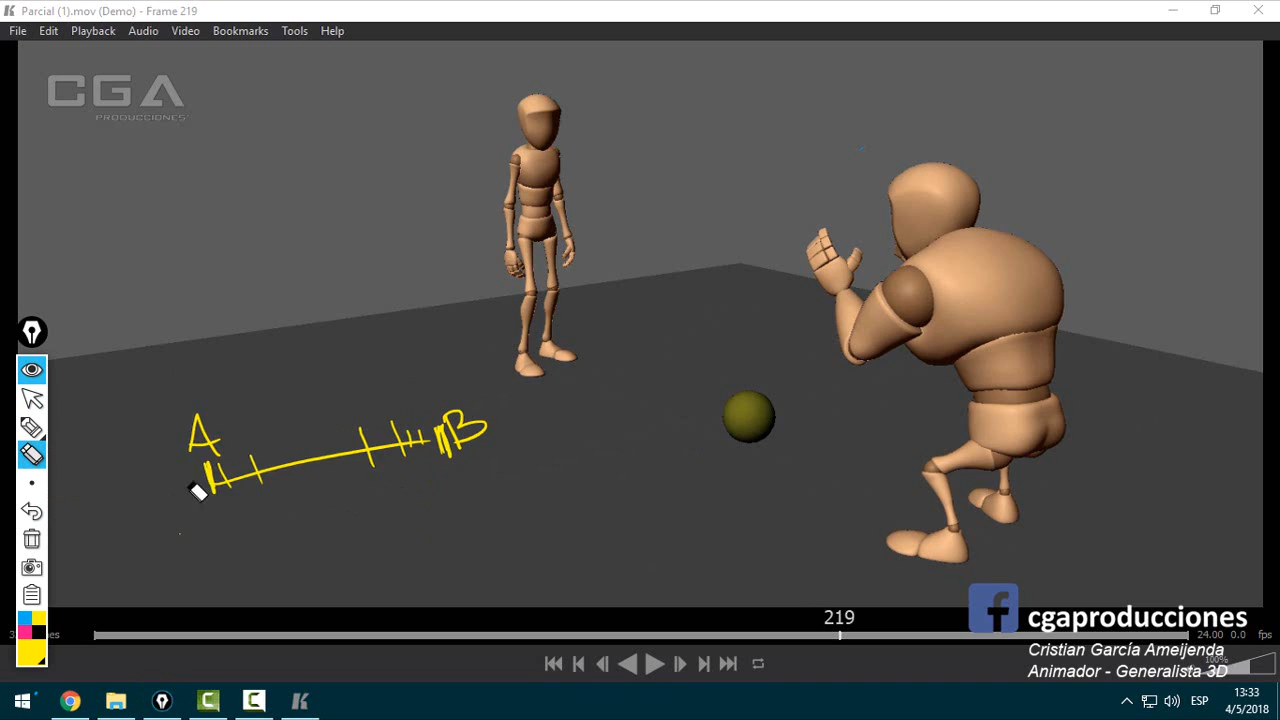 Parcial (1).mov (Demo) - Frame 219
File Edit Playback Audio Video Bookmarks Tools Help
CGA
PRODUCCIONES
A
B
219
24.00 0.0 fps
cgaproducciones
Cristian García Ameijenda
Animador - Generalista 3D
100%
ESP
13:33
4/5/2018